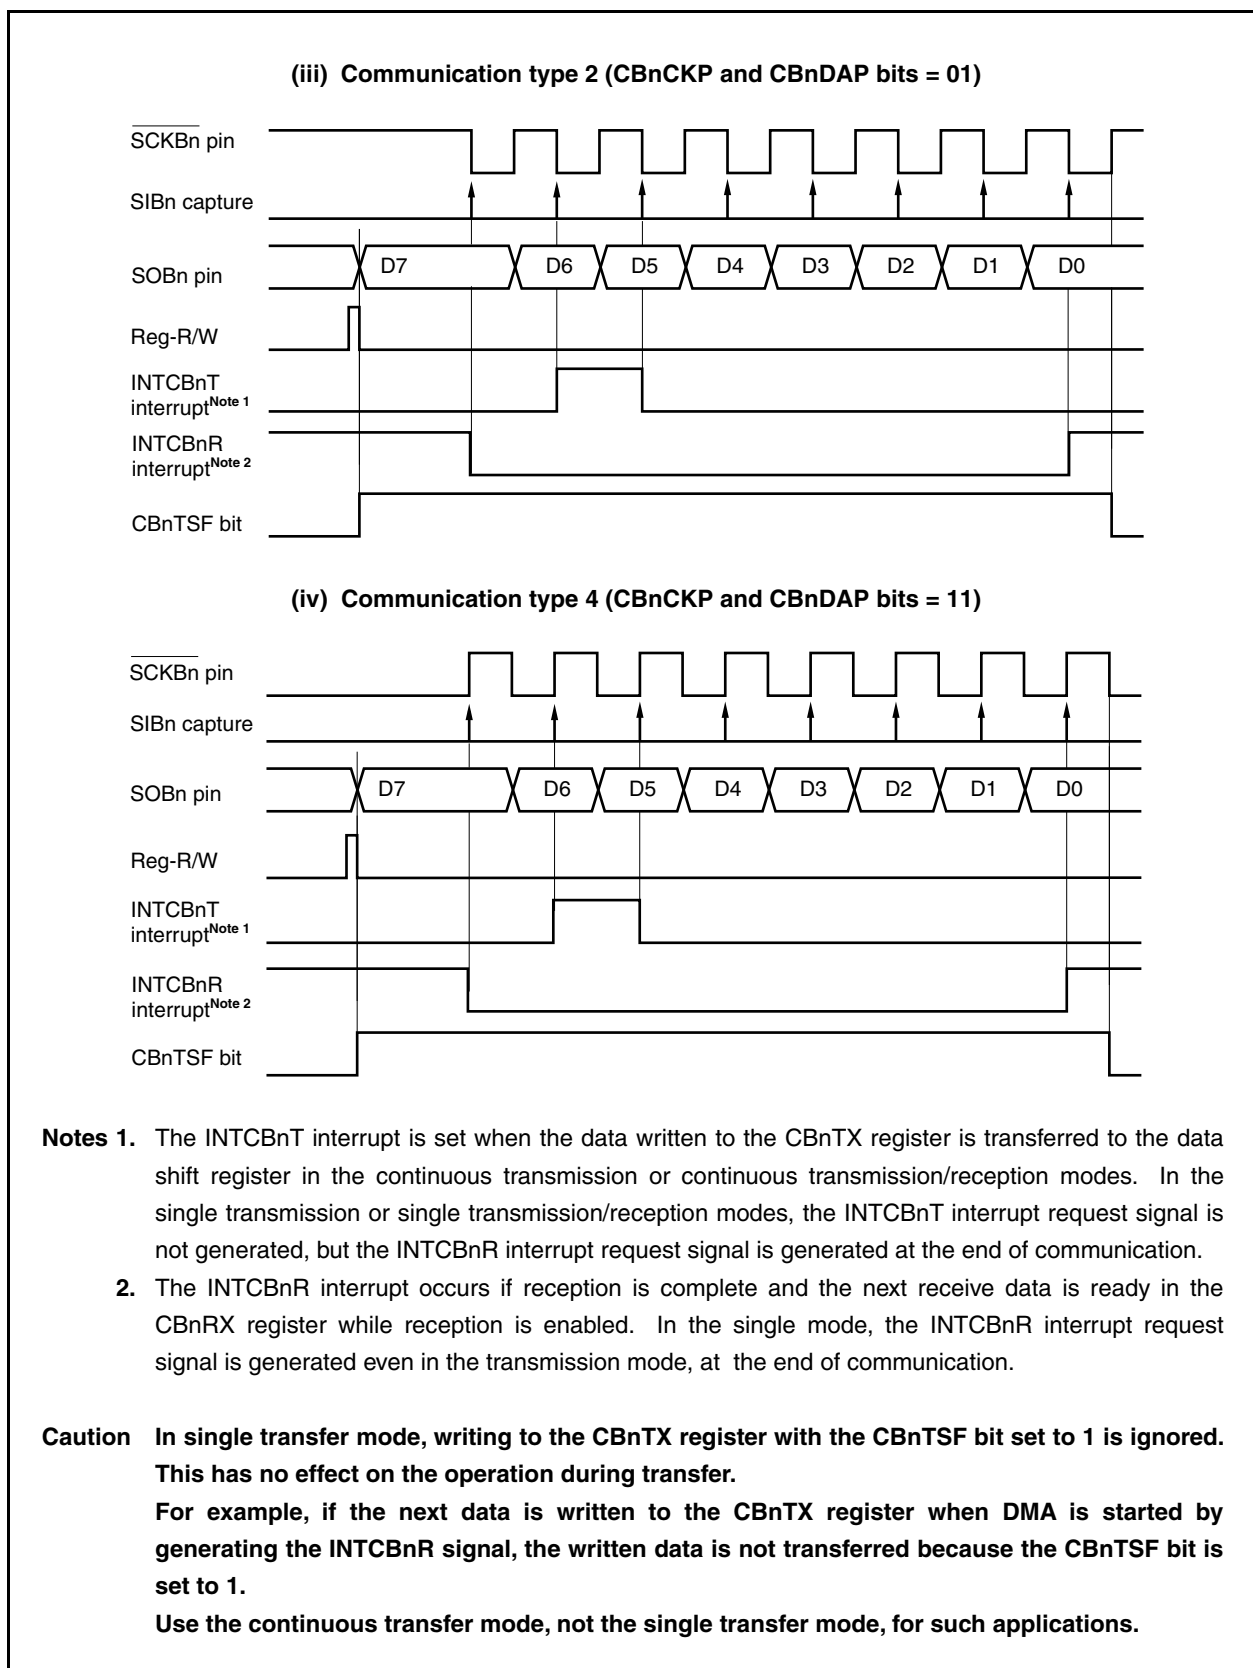 (iii) Communication type 2 (CBnCKP and CBnDAP bits = 01)
SCKBn pin
SIBn capture
SOBn pin
D7 D6 D5 D4 D3 D2 D1 D0
Reg-R/W
INTCBnT
interrupt Note 1
INTCBnR
interrupt Note 2
CBnTSF bit
(iv) Communication type 4 (CBnCKP and CBnDAP bits = 11)
SCKBn pin
SIBn capture
SOBn pin
D7 D6 D5 D4 D3 D2 D1 D0
Reg-R/W
INTCBnT
interrupt Note 1
INTCBnR
interrupt Note 2
CBnTSF bit
Notes 1. The INTCBnT interrupt is set when the data written to the CBnTX register is transferred to the data
shift register in the continuous transmission or continuous transmission/reception modes. In the
single transmission or single transmission/reception modes, the INTCBnT interrupt request signal is
not generated, but the INTCBnR interrupt request signal is generated at the end of communication.
2. The INTCBnR interrupt occurs if reception is complete and the next receive data is ready in the
CBnRX register while reception is enabled. In the single mode, the INTCBnR interrupt request
signal is generated even in the transmission mode, at the end of communication.
Caution In single transfer mode, writing to the CBnTX register with the CBnTSF bit set to 1 is ignored.
This has no effect on the operation during transfer.
For example, if the next data is written to the CBnTX register when DMA is started by
generating the INTCBnR signal, the written data is not transferred because the CBnTSF bit is
set to 1.
Use the continuous transfer mode, not the single transfer mode, for such applications.